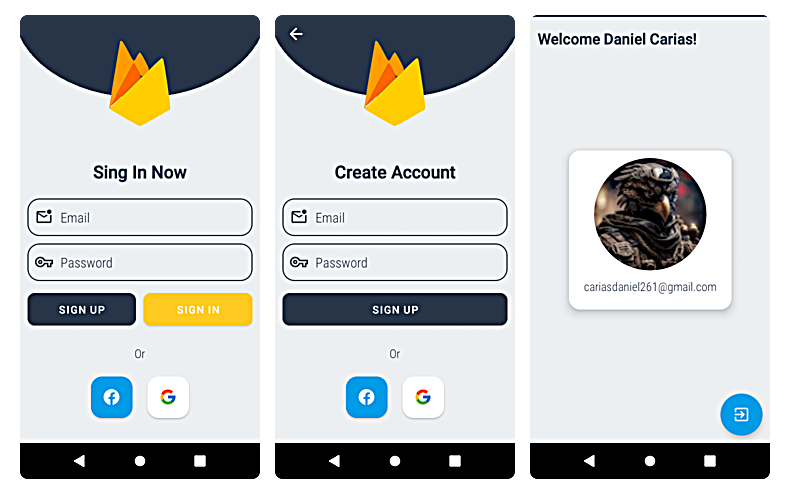 Sing In Now
Email
Password
SIGN UP SIGN IN
Or
Create Account
Email
Password
SIGN UP
Or
Welcome Daniel Carias!
cariasdaniel261@gmail.com